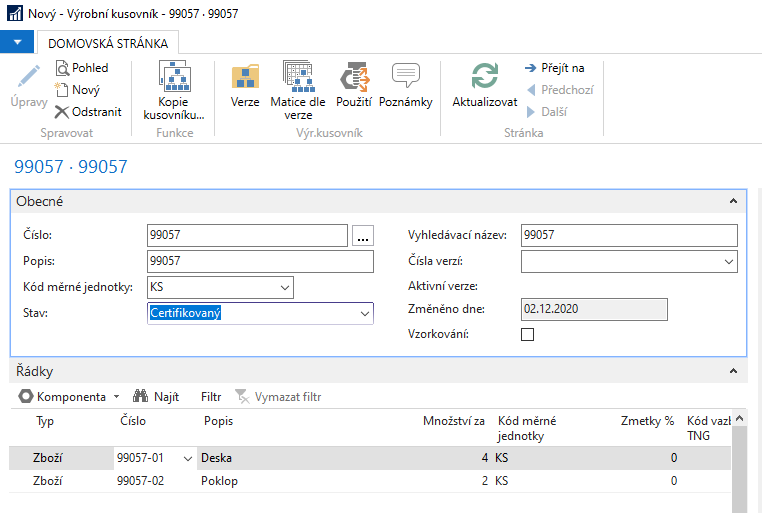 Nový - Výrobní kusovník - 99057 · 99057
DOMOVSKÁ STRÁNKA
Úpravy
Pohled
Nový
Odstranit
Spravovat
Kopie kusovníku...
Funkce
Verze
Matice dle verze
Použití
Poznámky
Výr.kusovník
Aktualizovat
Přejít na
Předchozí
Další
Stránka
99057 · 99057
Obecné
Číslo: 99057 ...
Popis: 99057
Kód měrné jednotky: KS
Stav: Certifikovaný
Vyhledávací název: 99057
Čísla verzí:
Aktivní verze:
Změněno dne: 02.12.2020
Vzorkování:
Řádky
Komponenta Najít Filtr Vymazat filtr
Typ Číslo Popis Množství za Kód měrné jednotky Zmetky % Kód vazb TNG
Zboží 99057-01 Deska 4 KS 0
Zboží 99057-02 Poklop 2 KS 0